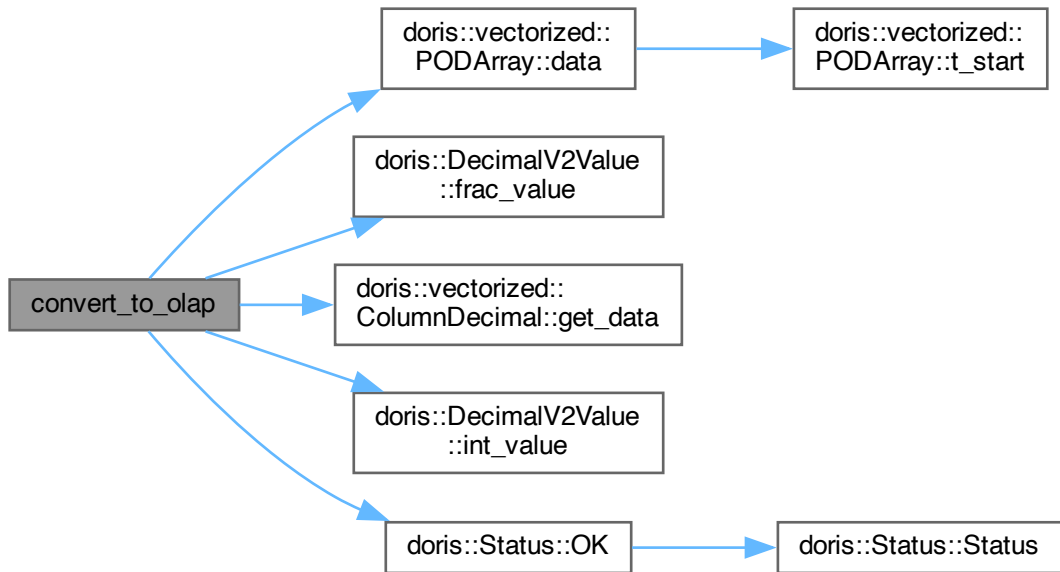 doris::vectorized::
PODArray::data
doris::vectorized::
PODArray::t_start
doris::DecimalV2Value
::frac_value
convert_to_olap
doris::vectorized::
ColumnDecimal::get_data
doris::DecimalV2Value
::int_value
doris::Status::OK
doris::Status::Status